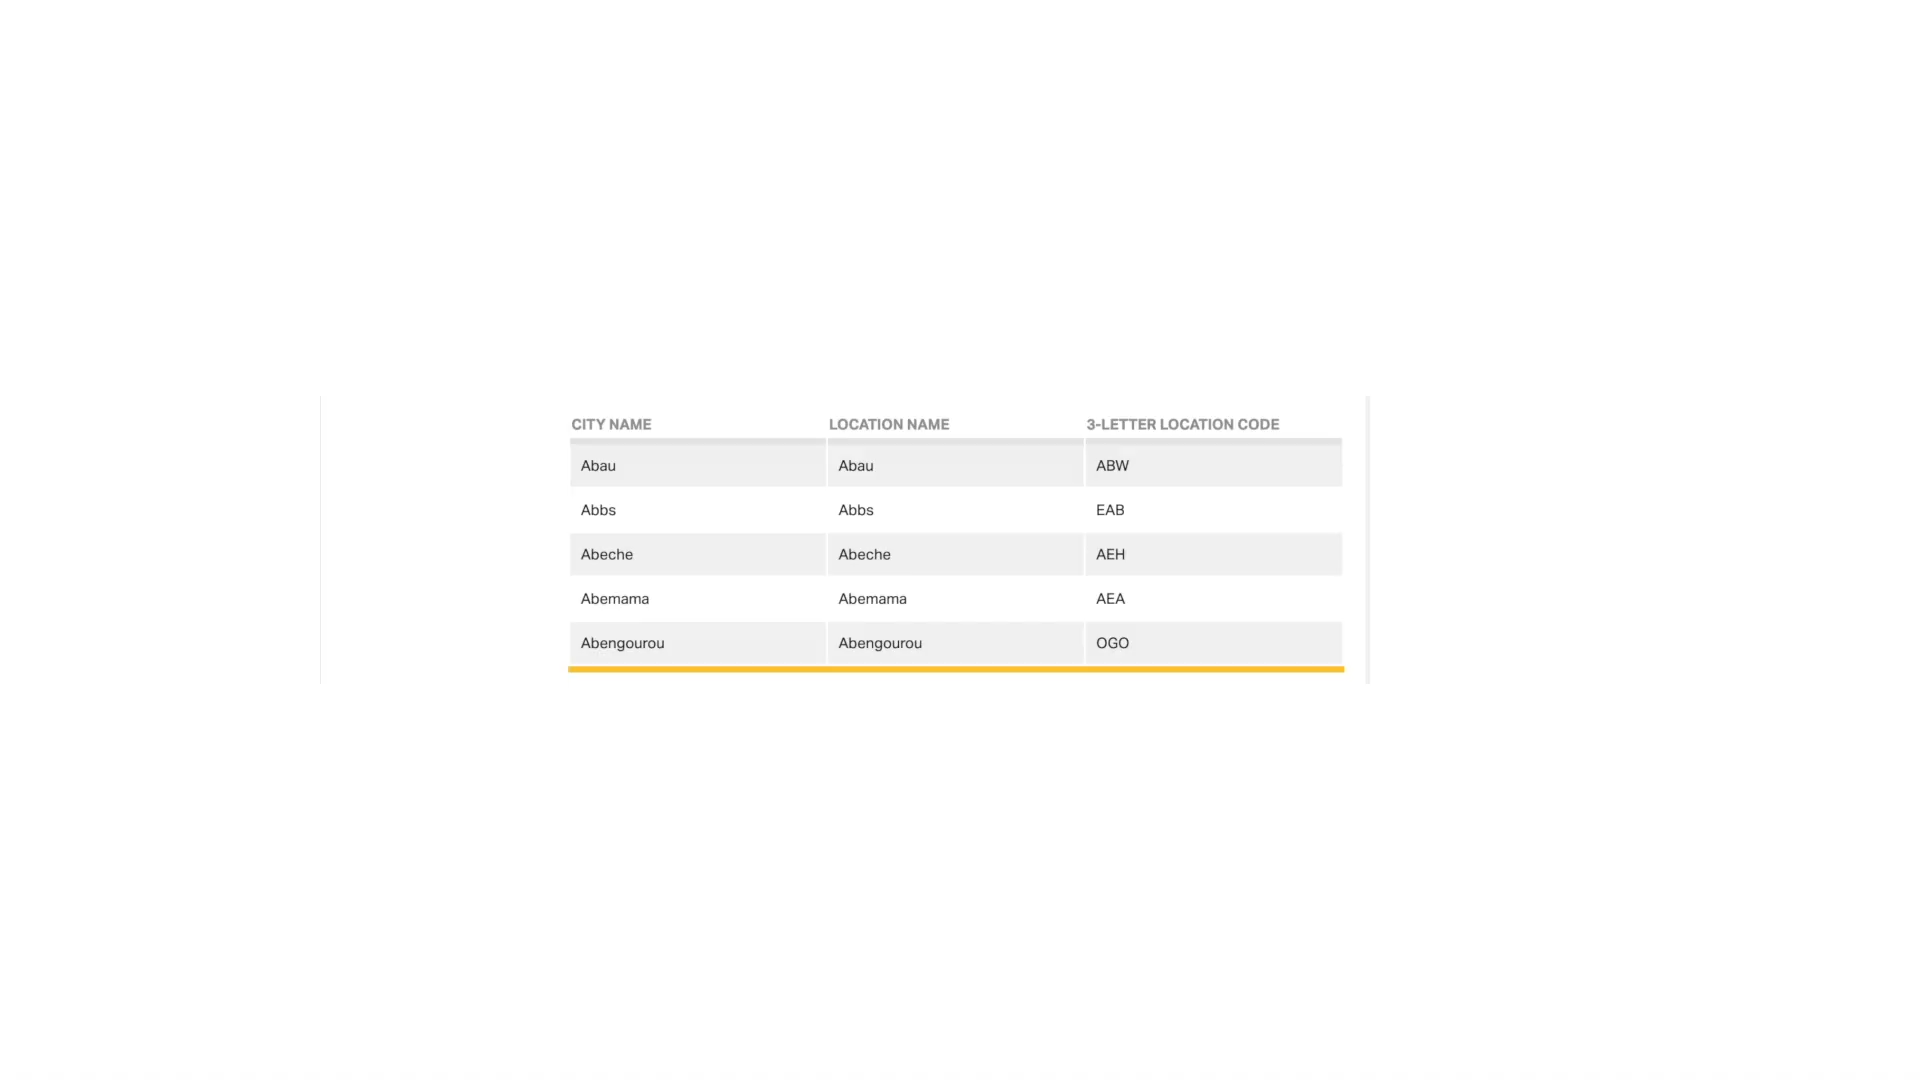 CITY NAME LOCATION NAME 3-LETTER LOCATION CODE
Abau Abau ABW
Abbs Abbs EAB
Abeche Abeche AEH
Abemama Abemama AEA
Abengourou Abengourou OGO